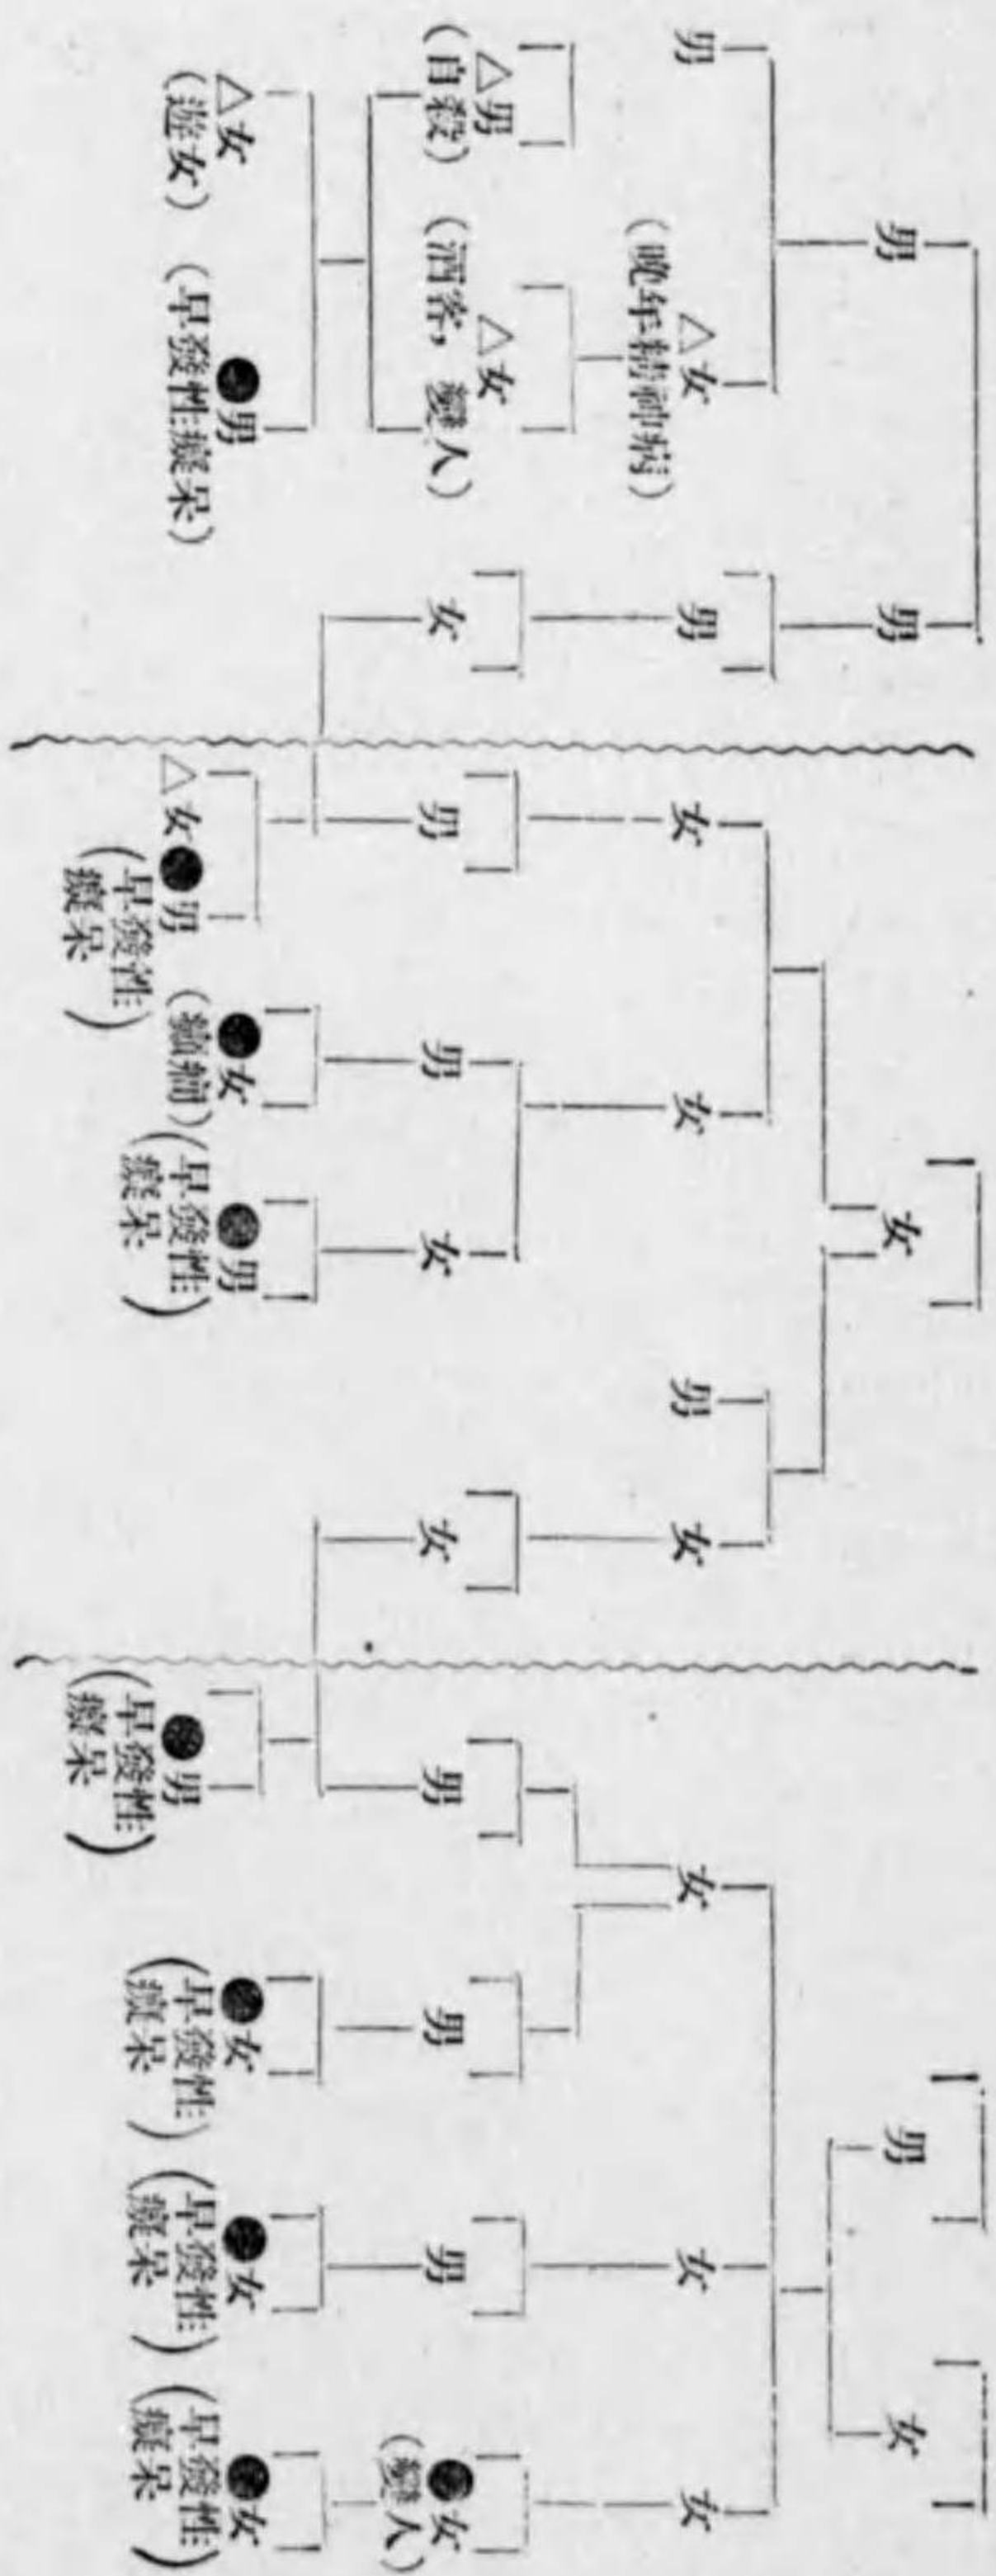 男 男 女 男 女
男 △女 男 女 女 男 女 女 女 女
(晩年精神病)
△男 △女 女 男 男 女 女 男 男 男 ●女
(自殺) (酒客，變人) (變人)
△女 ●男 △女●男 ●女 ●男 ●男 ●女 ●女 ●女
(遊女) (早發性癡呆) (早發性癡呆) (癲癇) (早發性癡呆) (早發性癡呆) (早發性癡呆) (早發性癡呆) (早發性癡呆)